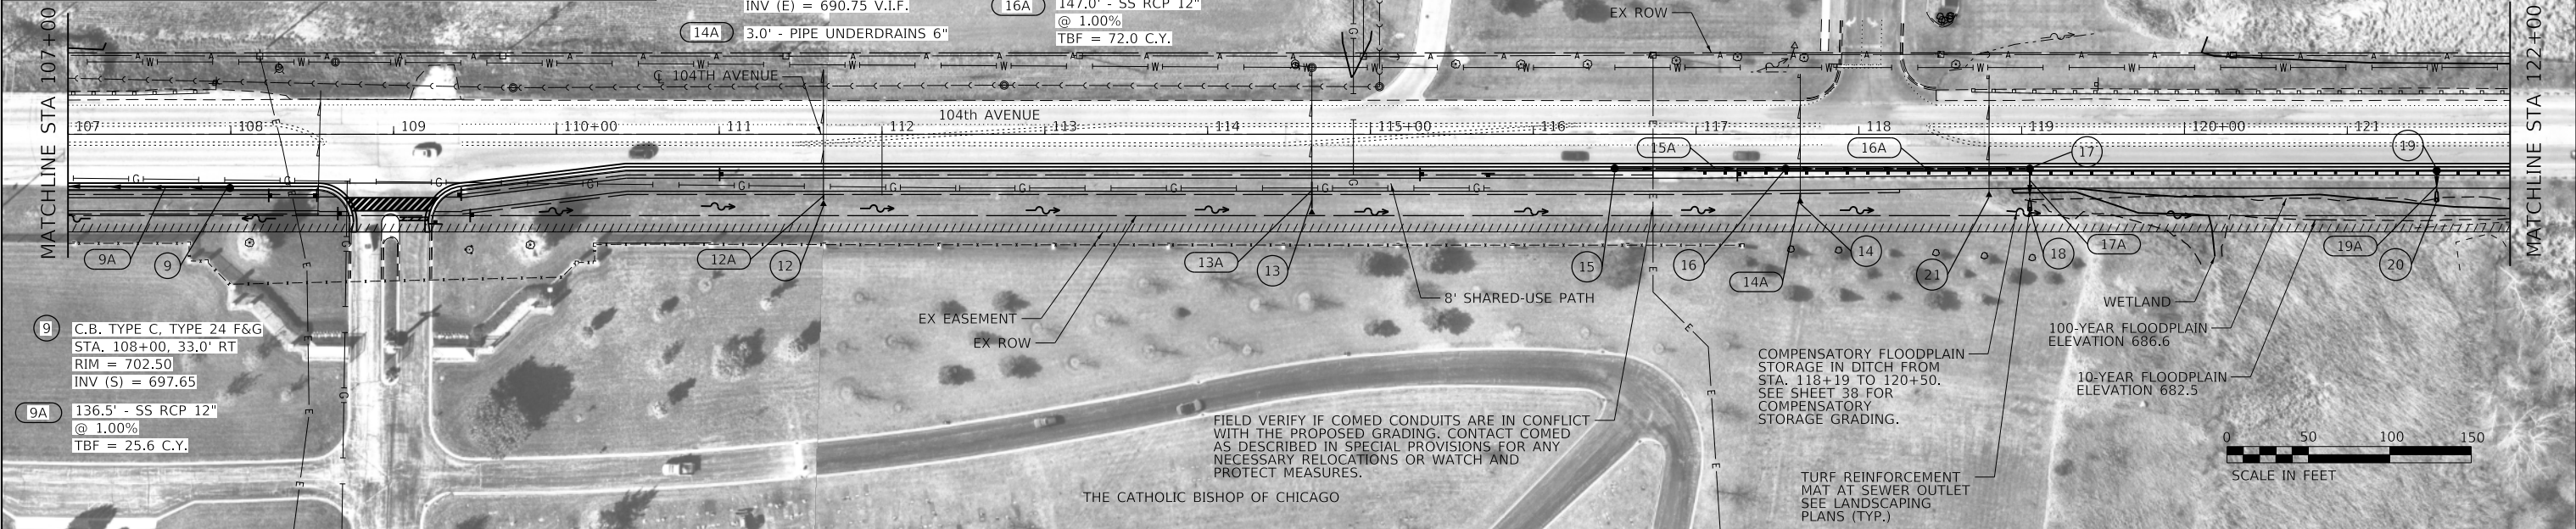 INV (E) = 690.75 V.I.F.
14A
3.0' - PIPE UNDERDRAINS 6"
16A
147.0' - SS RCP 12"
@ 1.00%
TBF = 72.0 C.Y.
EX ROW
MATCHLINE STA 107+00
MATCHLINE STA 122+00
℄ 104TH AVENUE
104th AVENUE
107
108
109
110+00
111
112
113
114
115+00
116
117
118
119
120+00
121
15A
16A
17
19
9A
9
12A
12
13A
13
15
16
14A
14
21
18
17A
19A
20
8' SHARED-USE PATH
EX EASEMENT
EX ROW
WETLAND
100-YEAR FLOODPLAIN
ELEVATION 686.6
10-YEAR FLOODPLAIN
ELEVATION 682.5
9
C.B. TYPE C, TYPE 24 F&G
STA. 108+00, 33.0' RT
RIM = 702.50
INV (S) = 697.65
9A
136.5' - SS RCP 12"
@ 1.00%
TBF = 25.6 C.Y.
COMPENSATORY FLOODPLAIN
STORAGE IN DITCH FROM
STA. 118+19 TO 120+50.
SEE SHEET 38 FOR
COMPENSATORY
STORAGE GRADING.
FIELD VERIFY IF COMED CONDUITS ARE IN CONFLICT
WITH THE PROPOSED GRADING. CONTACT COMED
AS DESCRIBED IN SPECIAL PROVISIONS FOR ANY
NECESSARY RELOCATIONS OR WATCH AND
PROTECT MEASURES.
THE CATHOLIC BISHOP OF CHICAGO
TURF REINFORCEMENT
MAT AT SEWER OUTLET
SEE LANDSCAPING
PLANS (TYP.)
0 50 100 150
SCALE IN FEET